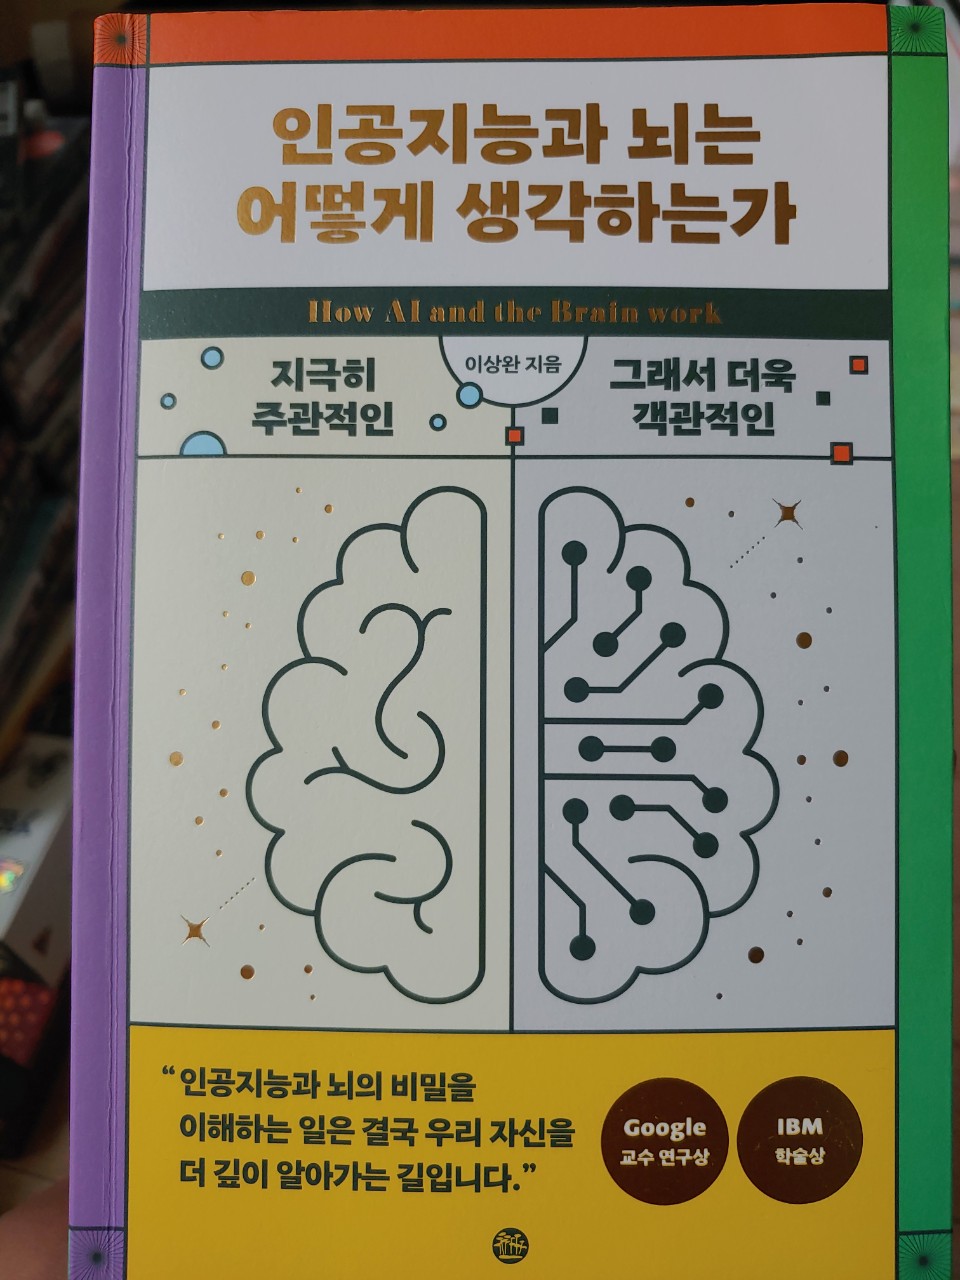 인공지능과 뇌는
어떻게 생각하는가
How AI and the Brain work
이상완 지음
지극히
주관적인
그래서 더욱
객관적인
“인공지능과 뇌의 비밀을
이해하는 일은 결국 우리 자신을
더 깊이 알아가는 길입니다.”
Google
교수 연구상
IBM
학술상